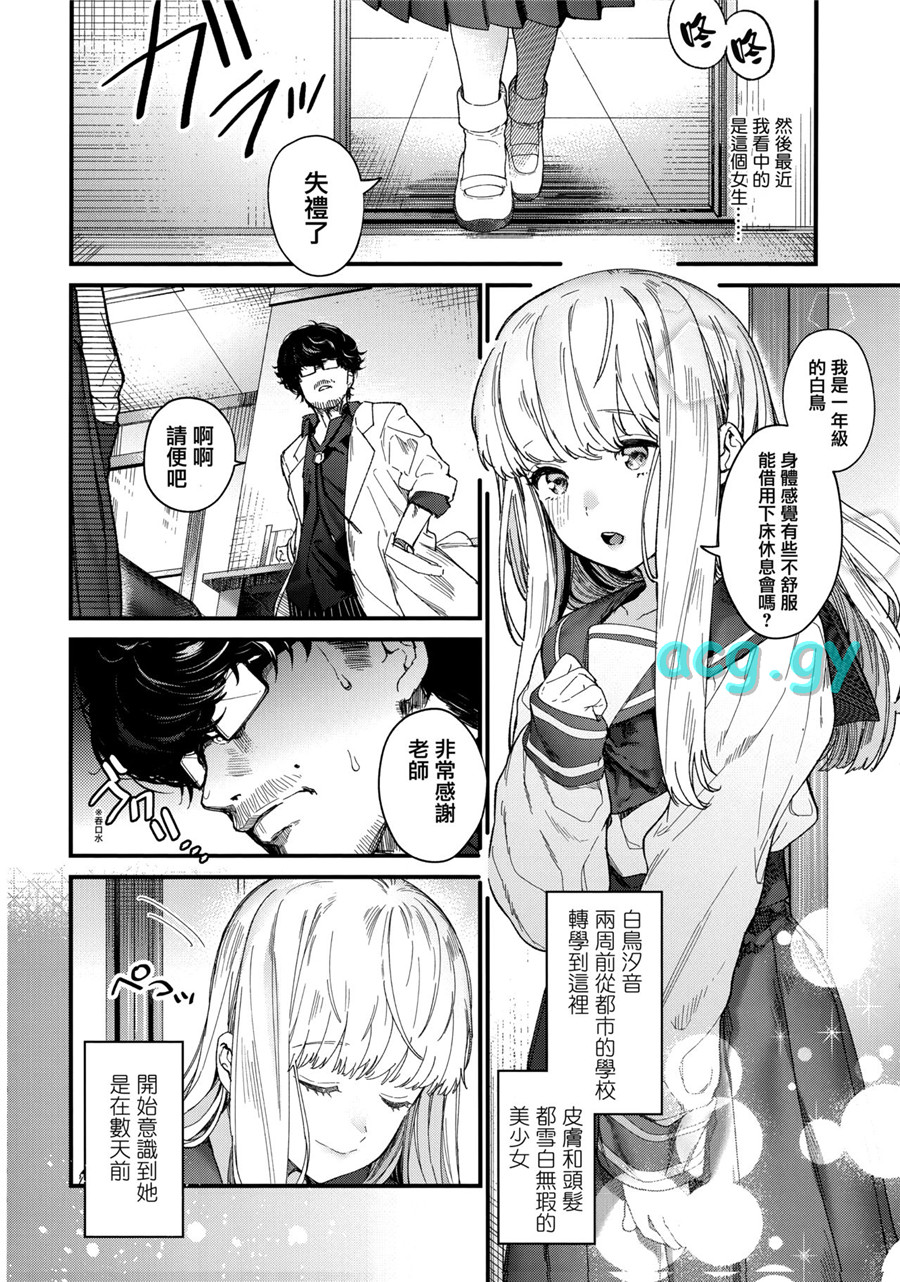 咚
咚
然後最近
我看中的
是這個女生……
ガラッ
失禮了
我是一年級
的白鳥
身體感覺有些不舒服
能借用下床休息會嗎?
啊啊
請便吧
acg.gy
非常感謝
老師
ゴクッ…
※吞口水
白鳥汐音
兩周前從都市的學校
轉學到這裡
皮膚和頭髮
都雪白無瑕的
美少女
ペコッ
開始意識到她
是在數天前